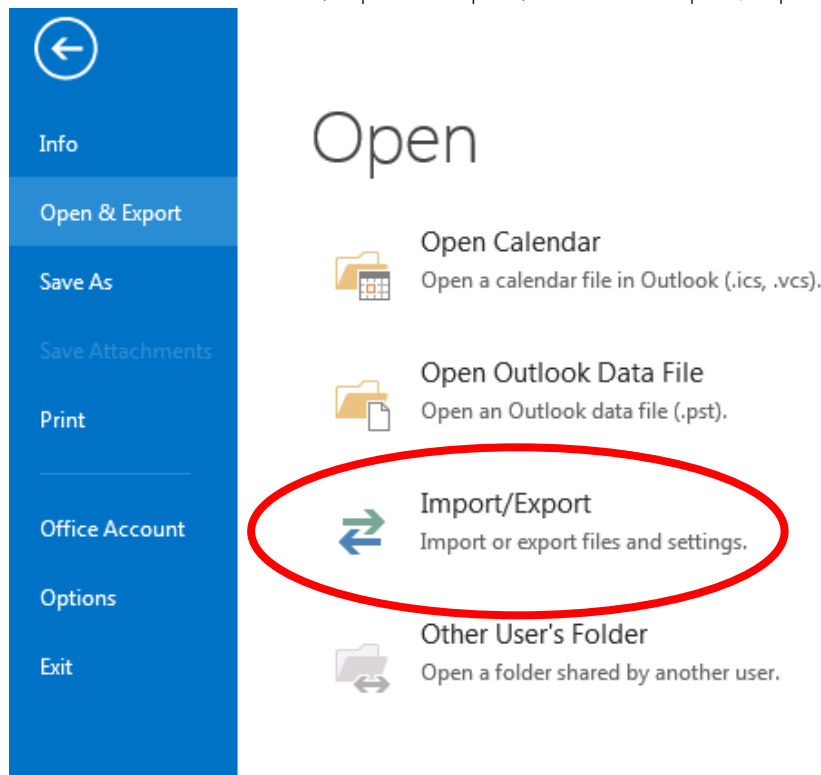 Info
Open & Export
Save As
Save Attachments
Print
Office Account
Options
Exit
Open
Open Calendar
Open a calendar file in Outlook (.ics, .vcs).
Open Outlook Data File
Open an Outlook data file (.pst).
Import/Export
Import or export files and settings.
Other User's Folder
Open a folder shared by another user.